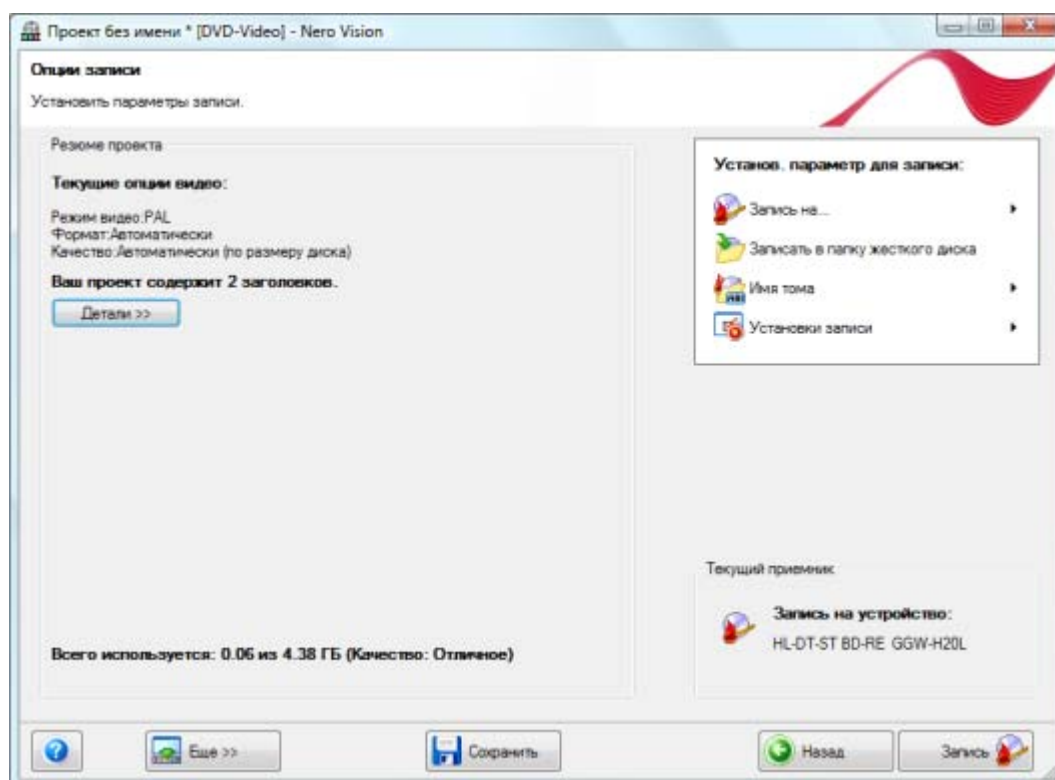 Проект без имени * [DVD-Video] - Nero Vision
Опции записи
Установить параметры записи.
Резюме проекта
Текущие опции видео:
Режим видео:PAL
Формат:Автоматически
Качество:Автоматически (по размеру диска)
Ваш проект содержит 2 заголовков.
Детали >>
Всего используется: 0.06 из 4.38 ГБ (Качество: Отличное)
Установ. параметр для записи:
Запись на...
Записать в папку жесткого диска
Имя тома
Установки записи
Текущий приемник
Запись на устройство:
HL-DT-ST BD-RE GGW-H20L
Еще >>
Сохранить
Назад
Запись